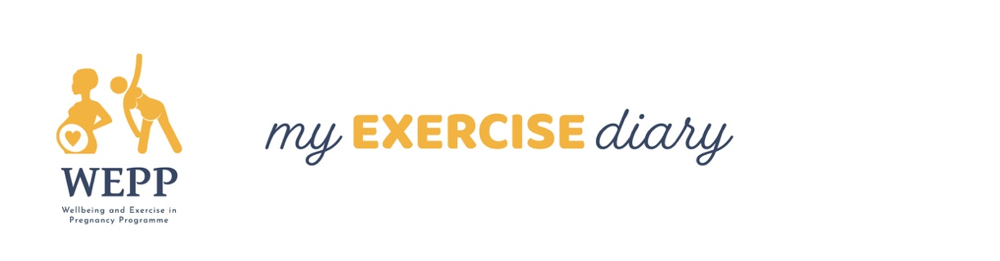 my EXERCISE diary
WEPP
Wellbeing and Exercise in
Pregnancy Programme